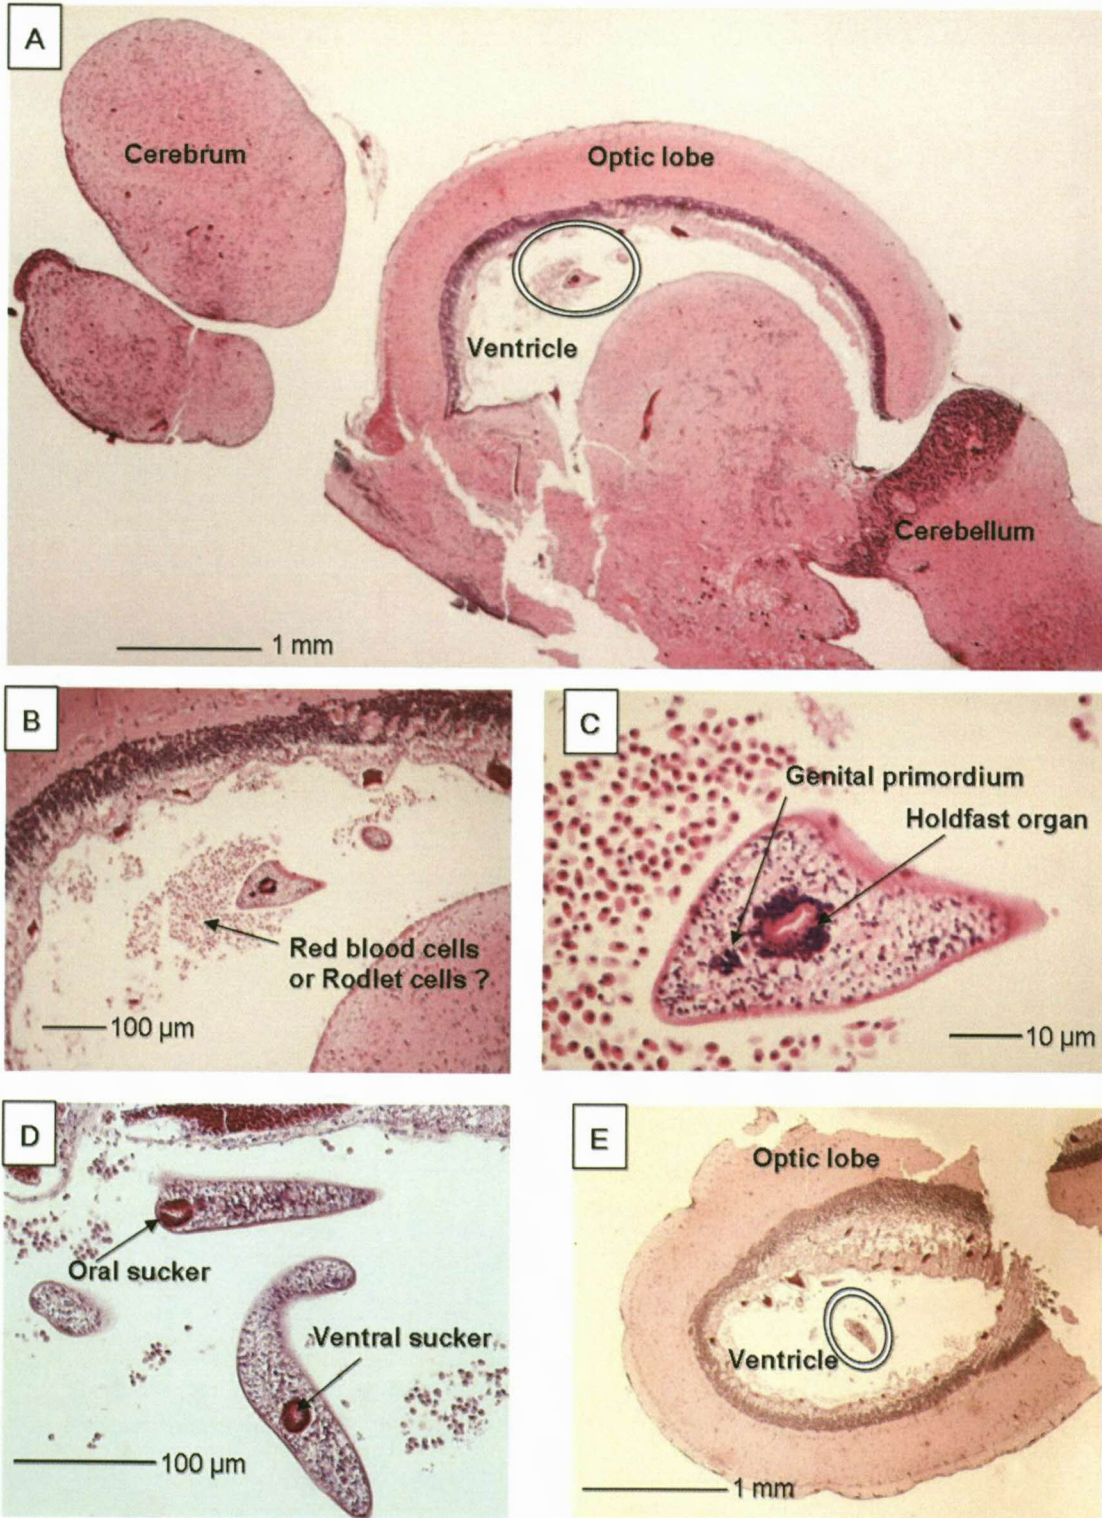 A
Cerebrum
Optic lobe
Ventricle
Cerebellum
1 mm
B
Red blood cells
or Rodlet cells ?
100 µm
C
Genital primordium
Holdfast organ
10 µm
D
Oral sucker
Ventral sucker
100 µm
E
Optic lobe
Ventricle
1 mm